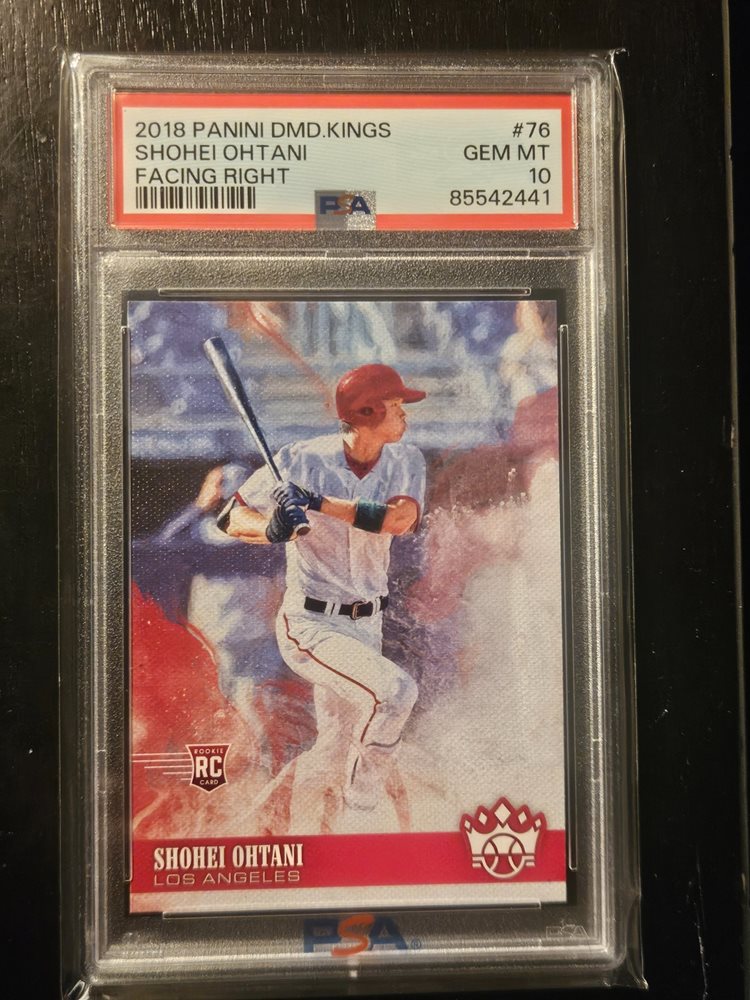 2018 PANINI DMD.KINGS #76
SHOHEI OHTANI GEM MT
FACING RIGHT 10
PSA 85542441
ROOKIE
RC
CARD
SHOHEI OHTANI
LOS ANGELES
PSA®
PSA